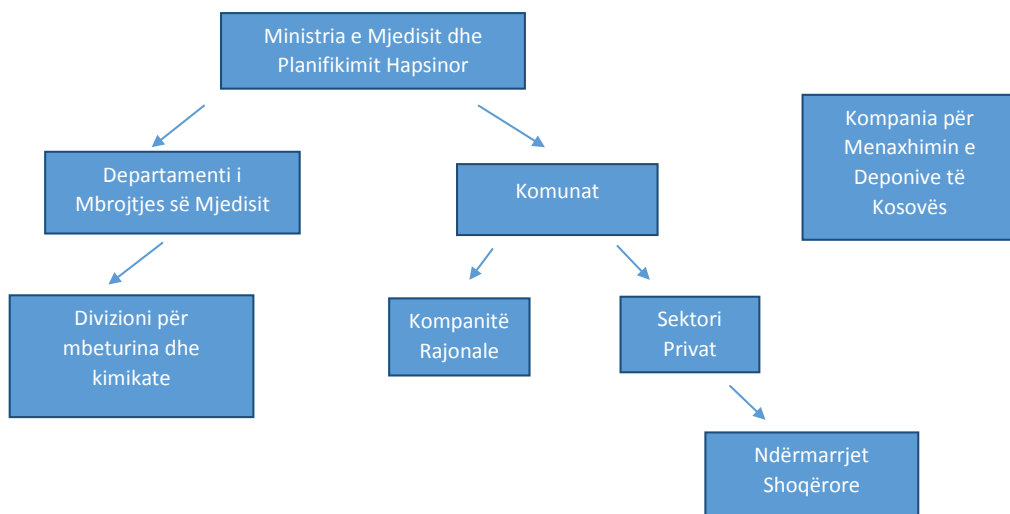 Ministria e Mjedisit dhe
Planifikimit Hapsinor
Kompania për
Menaxhimin e
Deponive të
Kosovës
Departamenti i
Mbrojtjes së Mjedisit
Komunat
Divizioni për
mbeturina dhe
kimikate
Kompanitë
Rajonale
Sektori
Privat
Ndërmarrjet
Shoqërore